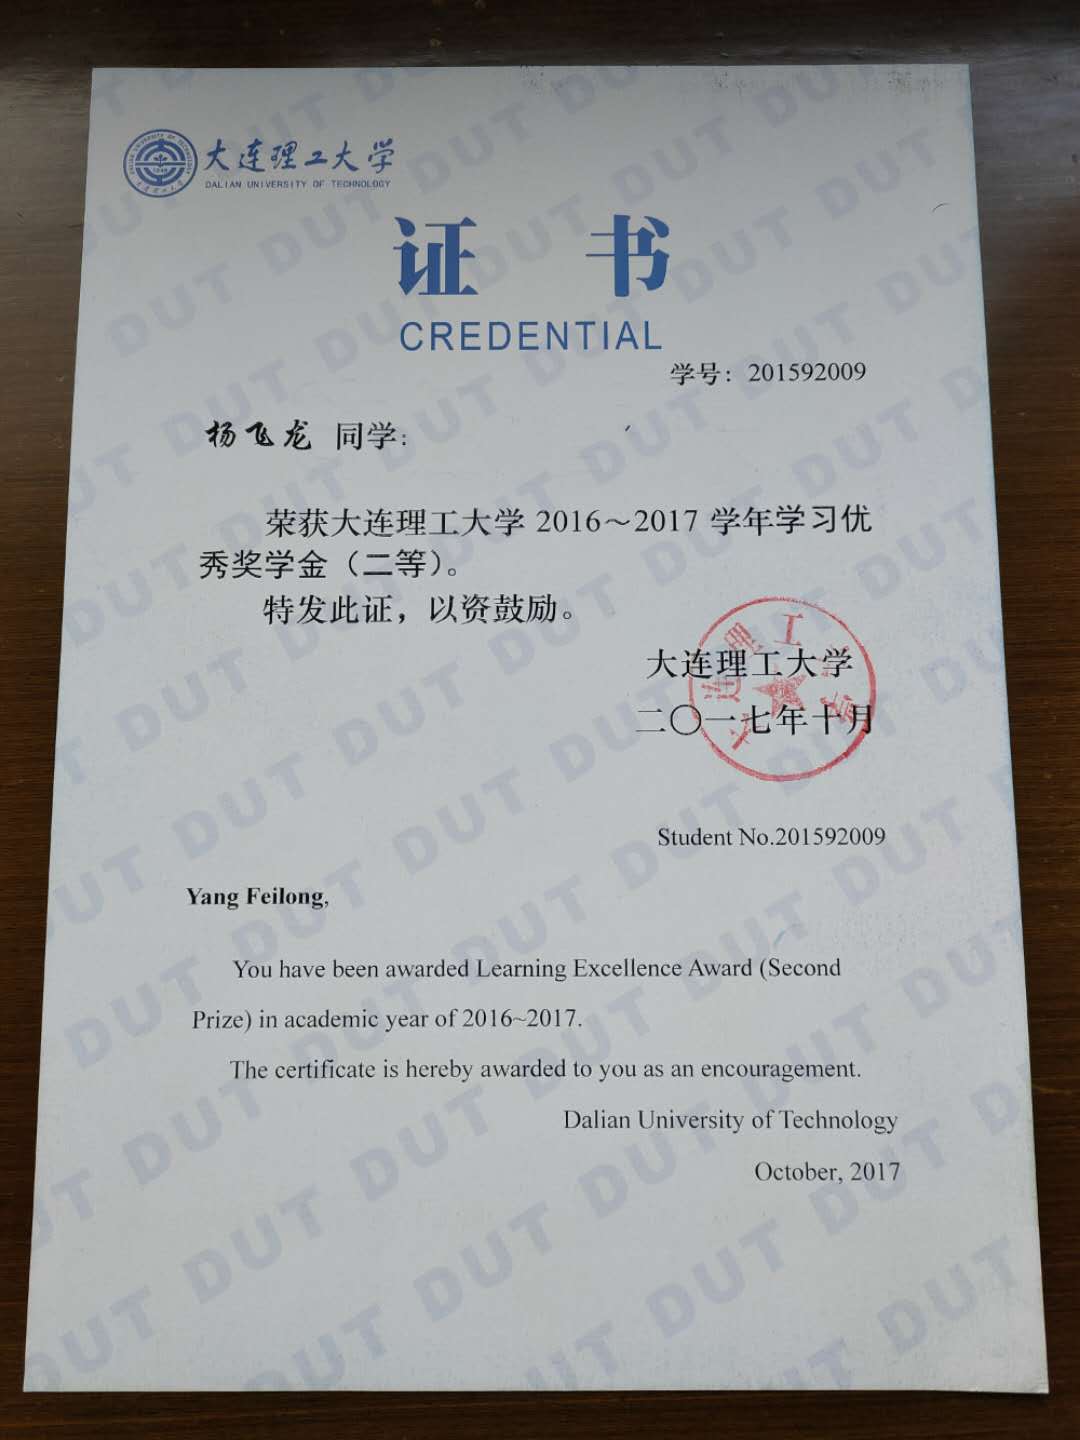 大连理工大学
DALIAN UNIVERSITY OF TECHNOLOGY
证书
CREDENTIAL
学号：201592009
杨飞龙 同学：
荣获大连理工大学 2016～2017 学年学习优
秀奖学金（二等）。
特发此证，以资鼓励。
大连理工大学
二〇一七年十月
Student No.201592009
Yang Feilong,
You have been awarded Learning Excellence Award (Second
Prize) in academic year of 2016~2017.
The certificate is hereby awarded to you as an encouragement.
Dalian University of Technology
October, 2017